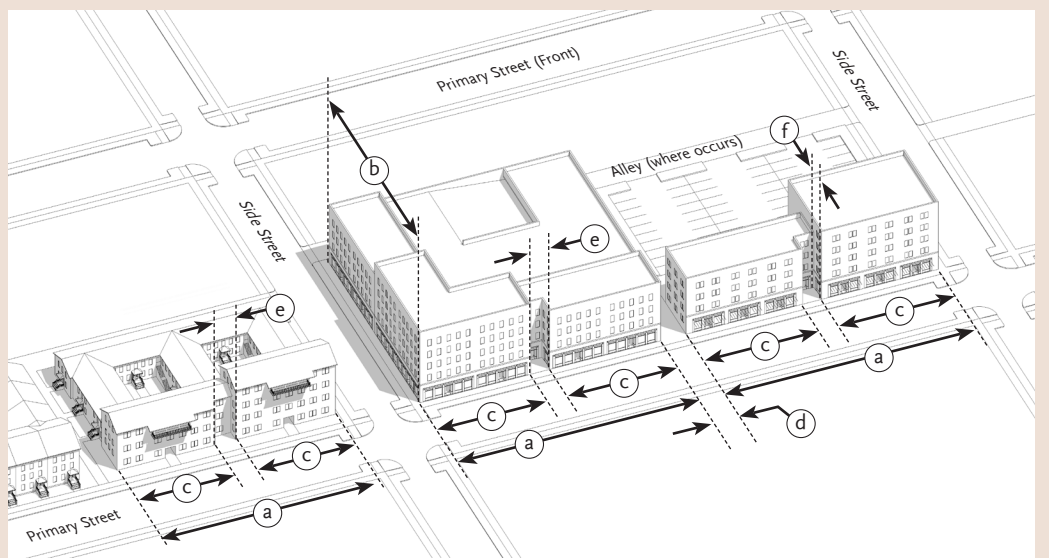 Primary Street (Front)
Side Street
f
Alley (where occurs)
b
Side Street
e
e
c
c
a
c
c
a
d
c
c
a
Primary Street